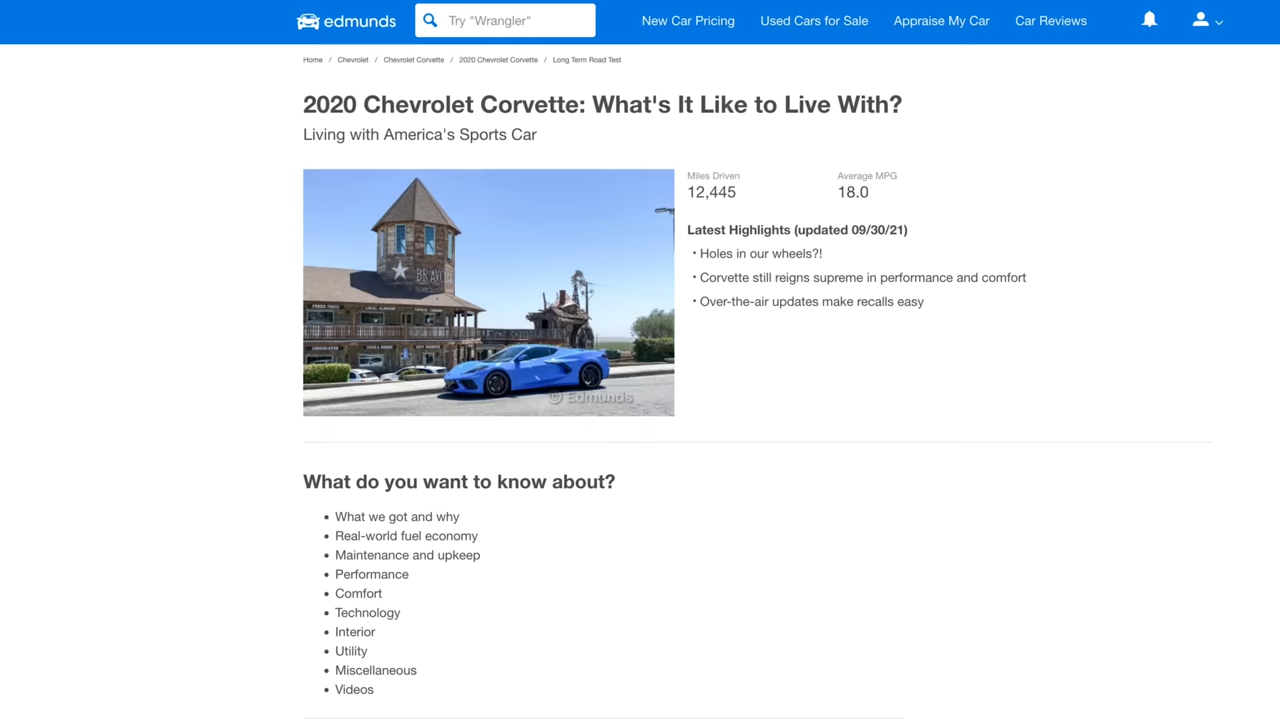 edmunds
Try "Wrangler"
New Car Pricing
Used Cars for Sale
Appraise My Car
Car Reviews
Home / Chevrolet / Chevrolet Corvette / 2020 Chevrolet Corvette / Long Term Road Test
2020 Chevrolet Corvette: What's It Like to Live With?
Living with America's Sports Car
BRAVE
© Edmunds
Miles Driven
12,445
Average MPG
18.0
Latest Highlights (updated 09/30/21)
• Holes in our wheels?!
• Corvette still reigns supreme in performance and comfort
• Over-the-air updates make recalls easy
What do you want to know about?
• What we got and why
• Real-world fuel economy
• Maintenance and upkeep
• Performance
• Comfort
• Technology
• Interior
• Utility
• Miscellaneous
• Videos